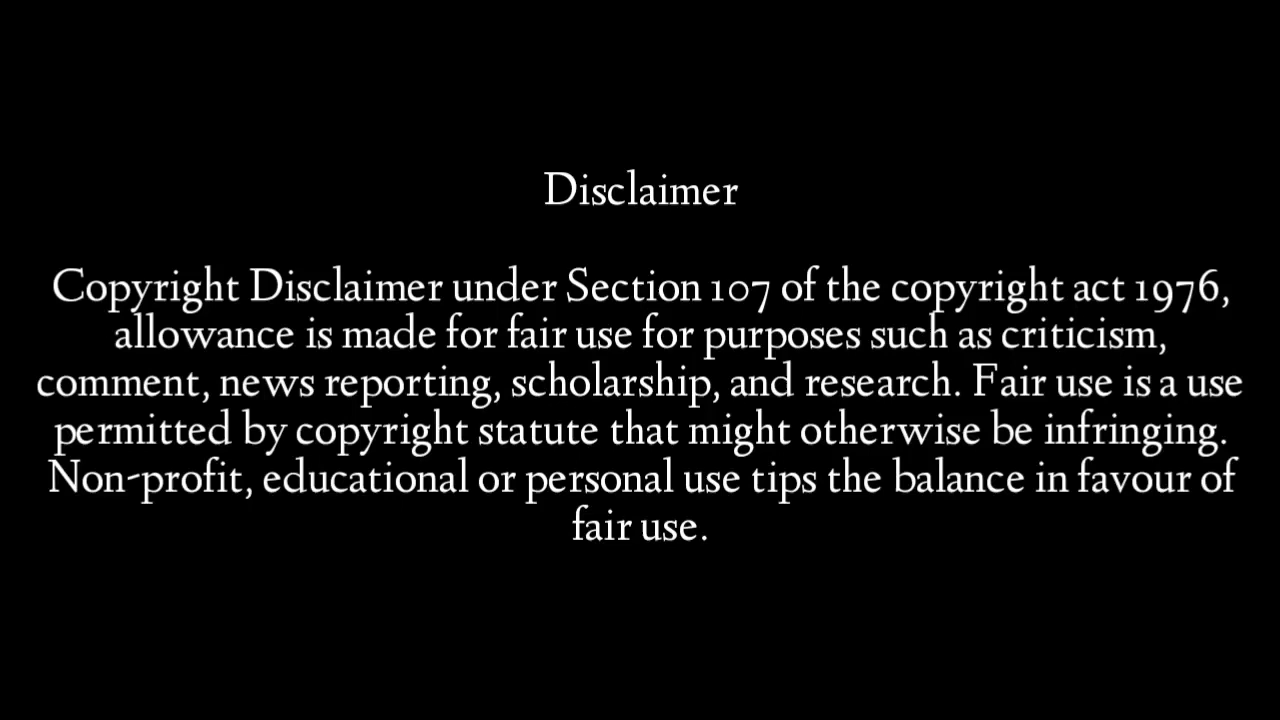 Disclaimer
Copyright Disclaimer under Section 107 of the copyright act 1976,
allowance is made for fair use for purposes such as criticism,
comment, news reporting, scholarship, and research. Fair use is a use
permitted by copyright statute that might otherwise be infringing.
Non-profit, educational or personal use tips the balance in favour of
fair use.